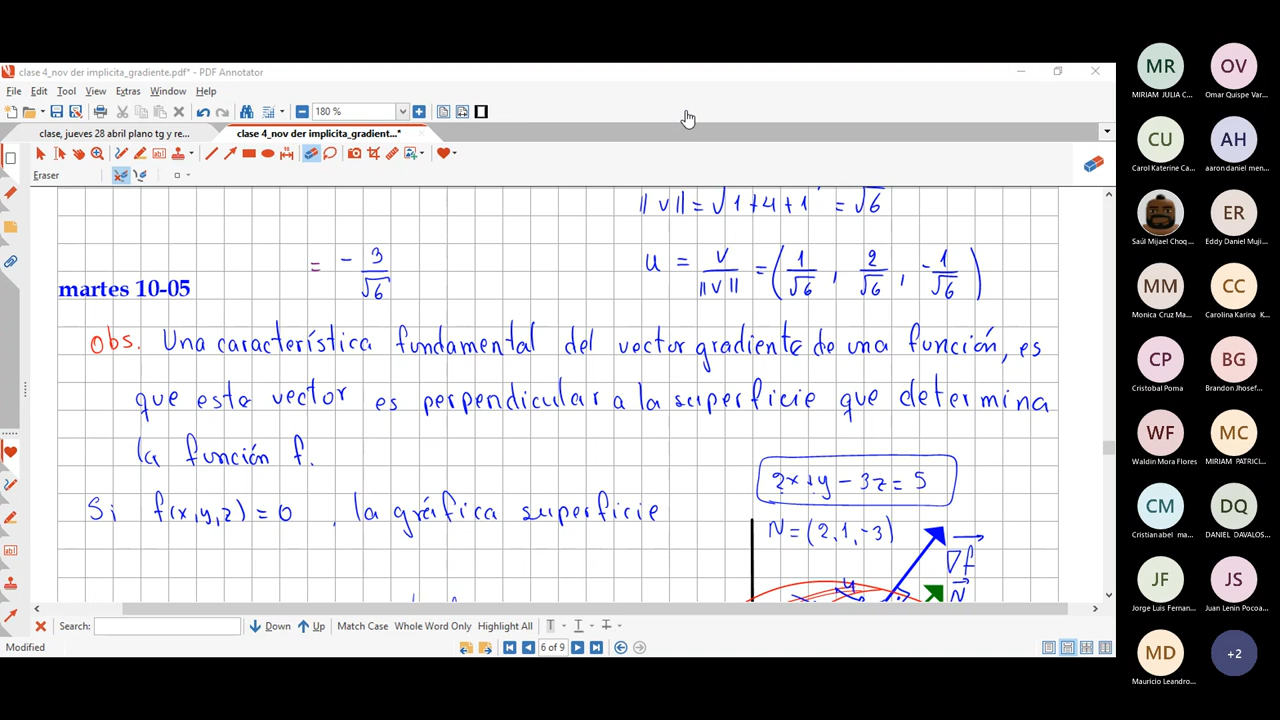 clase 4_nov der implicita_gradiente.pdf* - PDF Annotator
File Edit View Tool Extras Window Help
180 %
clase, jueves 28 abril plano tg y re...
clase 4_nov der implicita_gradient...*
Eraser
||v|| = √1+4+1 = √6
= - 3/√6
u = v/||v|| = (1/√6, 2/√6, -1/√6)
martes 10-05
obs. Una característica fundamental del vector gradiente de una función, es
que este vector es perpendicular a la superficie que determina
la función f.
2x+y-3z=5
Si f(x,y,z)=0, la gráfica superficie
N=(2,1,-3)
∇f
N
Search:
Down Up Match Case Whole Word Only Highlight All
Modified
6 of 9
MR
MIRIAM JULIA C...
OV
Omar Quispe Var...
CU
Carol Katerine Ca...
AH
aaron daniel men...
Saúl Mijael Choq...
ER
Eddy Daniel Muji...
MM
Monica Cruz Ma...
CC
Carolina Karina K...
CP
Cristobal Poma
BG
Brandon Jhosef...
WF
Waldin Mora Flores
MC
MIRIAM PATRICI...
CM
Cristian abel ma...
DQ
DANIEL DAVALOS...
JF
Jorge Luis Fernan...
JS
Juan Lenin Pocoa...
MD
Mauricio Leandro...
+2